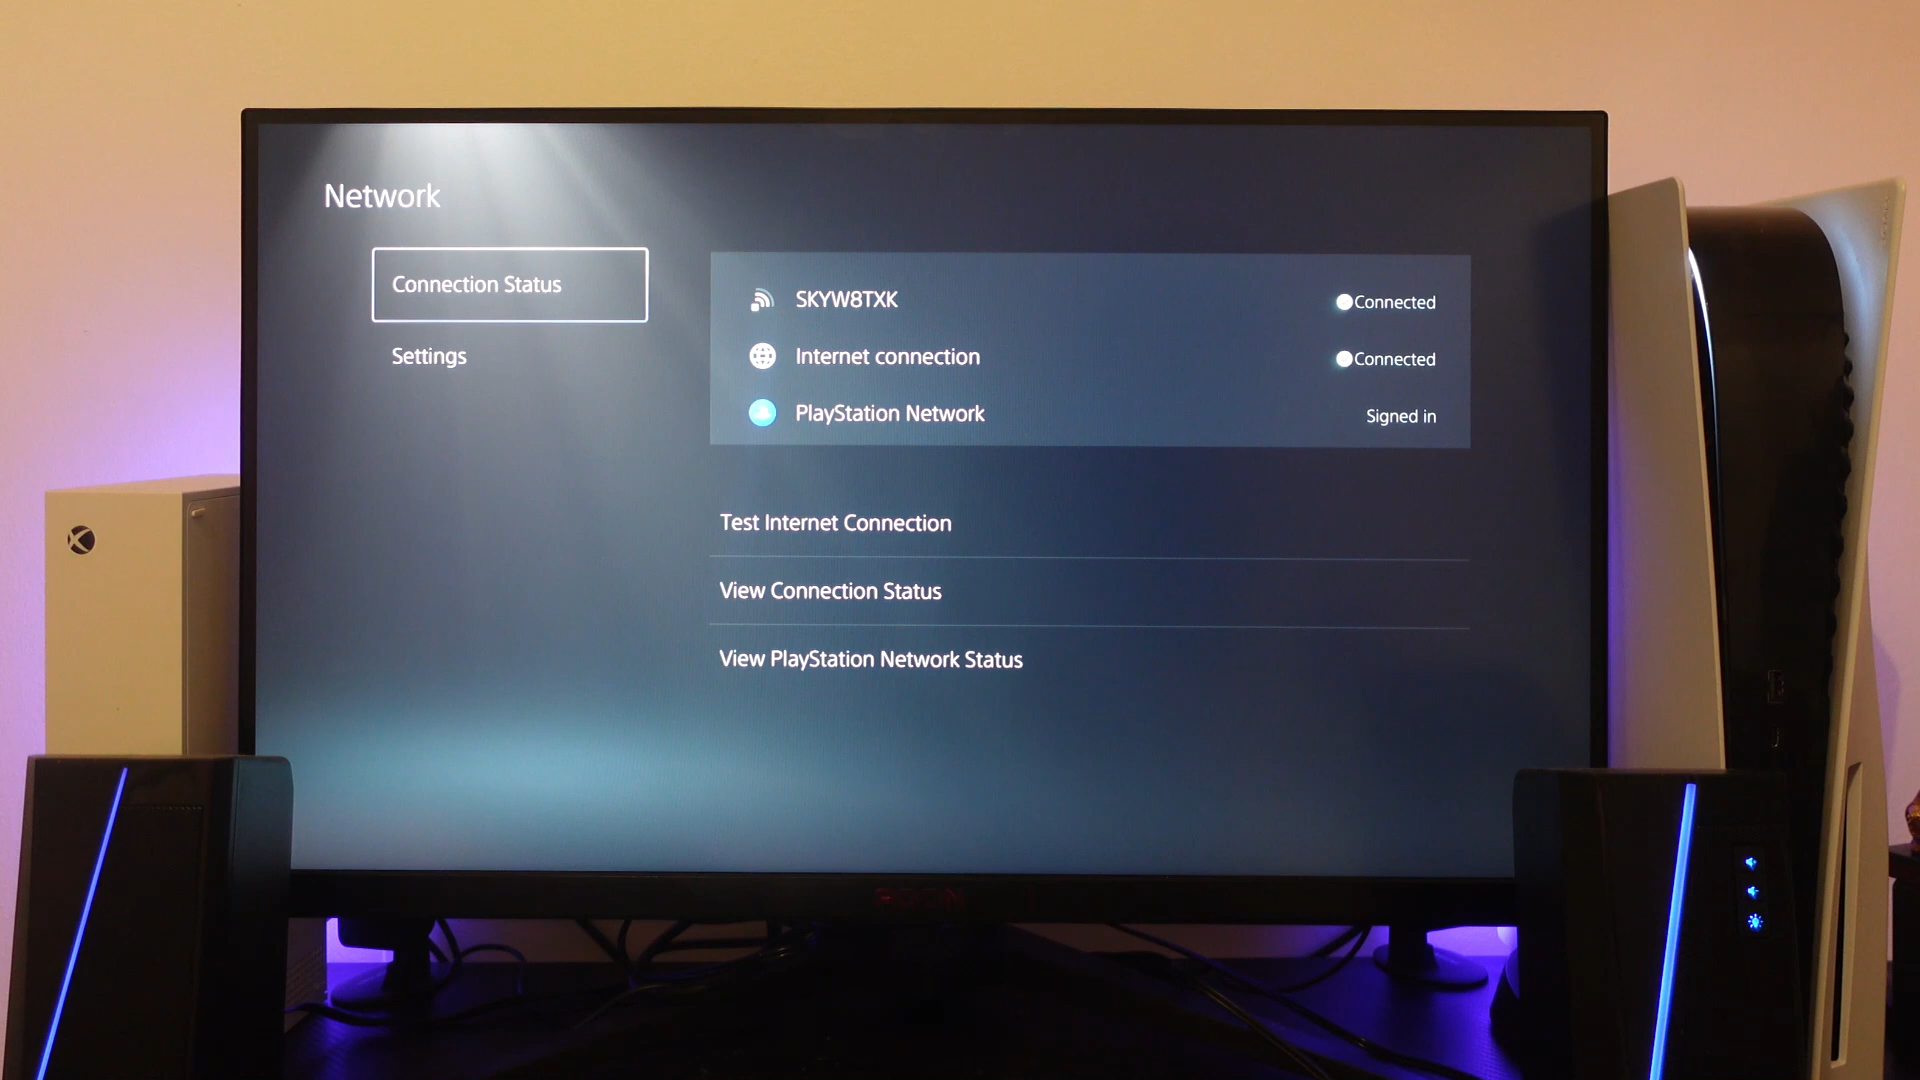 Network
Connection Status
Settings
SKYW8TXK
Connected
Internet connection
Connected
PlayStation Network
Signed in
Test Internet Connection
View Connection Status
View PlayStation Network Status